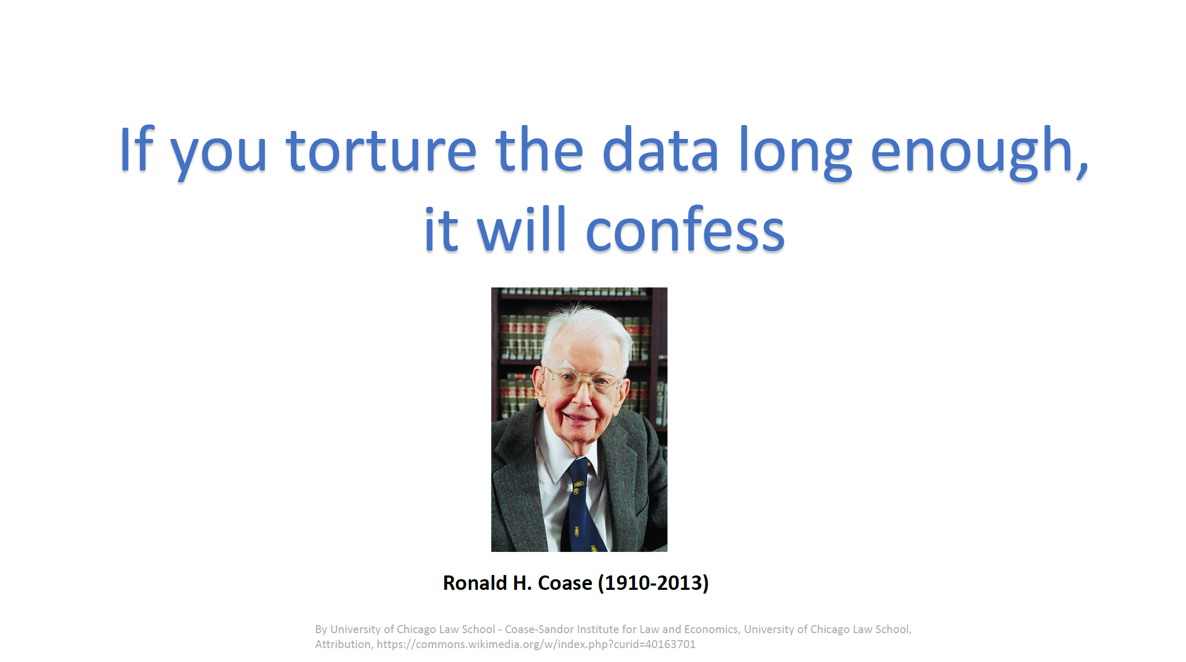 If you torture the data long enough,
it will confess
Ronald H. Coase (1910-2013)
By University of Chicago Law School - Coase-Sandor Institute for Law and Economics, University of Chicago Law School,
Attribution, https://commons.wikimedia.org/w/index.php?curid=40163701